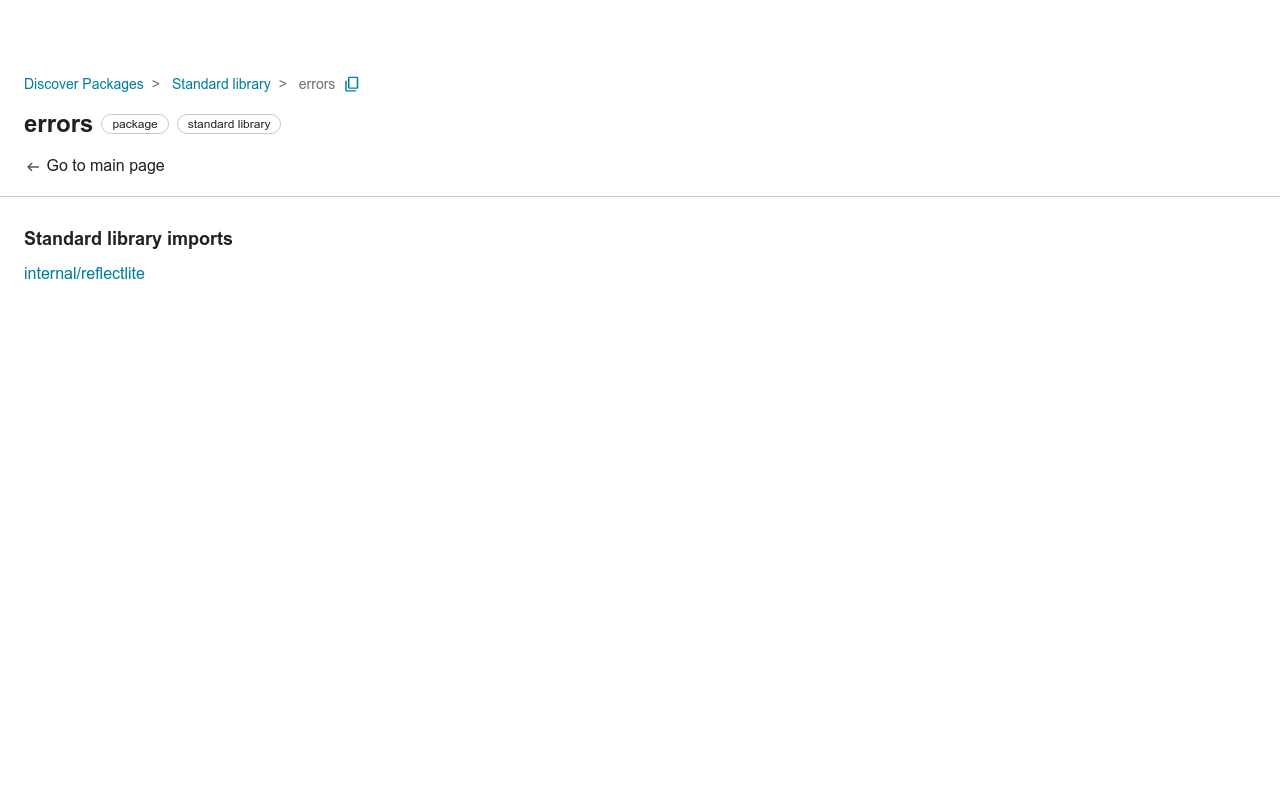 Discover Packages > Standard library > errors
errors package standard library
Go to main page
Standard library imports
internal/reflectlite